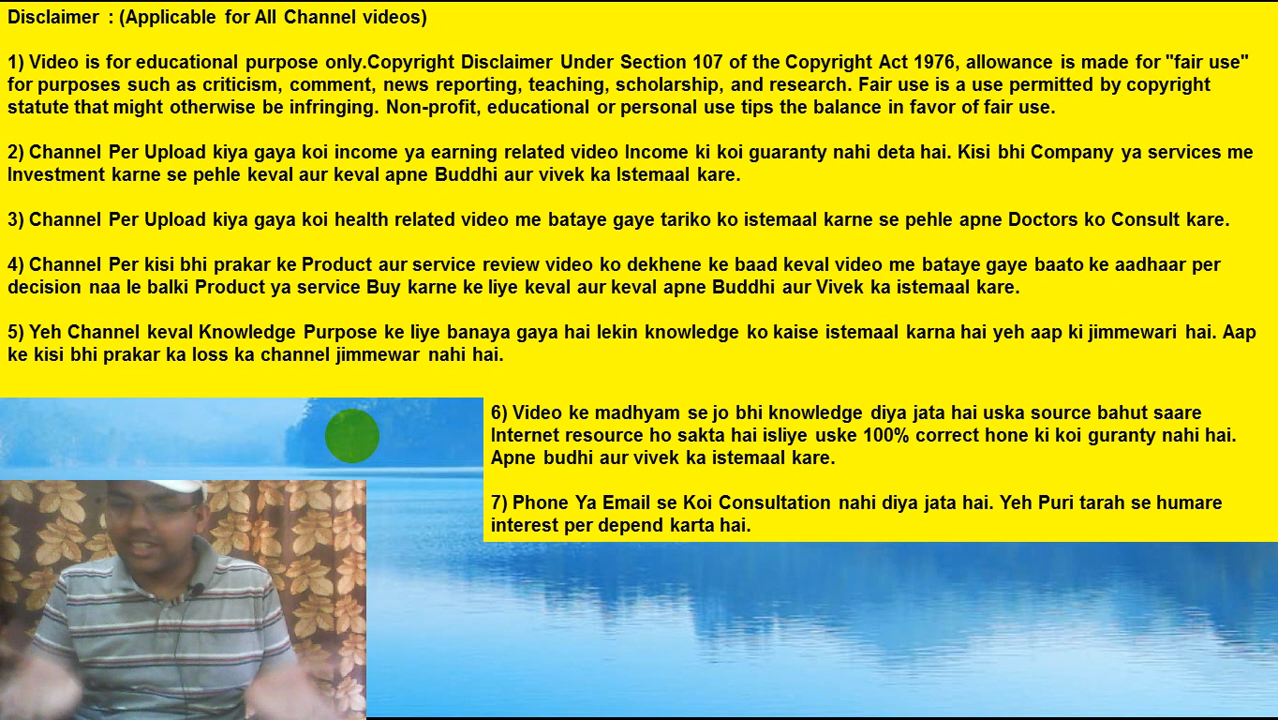 Disclaimer : (Applicable for All Channel videos)
1) Video is for educational purpose only.Copyright Disclaimer Under Section 107 of the Copyright Act 1976, allowance is made for "fair use"
for purposes such as criticism, comment, news reporting, teaching, scholarship, and research. Fair use is a use permitted by copyright
statute that might otherwise be infringing. Non-profit, educational or personal use tips the balance in favor of fair use.
2) Channel Per Upload kiya gaya koi income ya earning related video Income ki koi guaranty nahi deta hai. Kisi bhi Company ya services me
Investment karne se pehle keval aur keval apne Buddhi aur vivek ka Istemaal kare.
3) Channel Per Upload kiya gaya koi health related video me bataye gaye tariko ko istemaal karne se pehle apne Doctors ko Consult kare.
4) Channel Per kisi bhi prakar ke Product aur service review video ko dekhene ke baad keval video me bataye gaye baato ke aadhaar per
decision naa le balki Product ya service Buy karne ke liye keval aur keval apne Buddhi aur Vivek ka istemaal kare.
5) Yeh Channel keval Knowledge Purpose ke liye banaya gaya hai lekin knowledge ko kaise istemaal karna hai yeh aap ki jimmewari hai. Aap
ke kisi bhi prakar ka loss ka channel jimmewar nahi hai.
6) Video ke madhyam se jo bhi knowledge diya jata hai uska source bahut saare
Internet resource ho sakta hai isliye uske 100% correct hone ki koi guranty nahi hai.
Apne budhi aur vivek ka istemaal kare.
7) Phone Ya Email se Koi Consultation nahi diya jata hai. Yeh Puri tarah se humare
interest per depend karta hai.